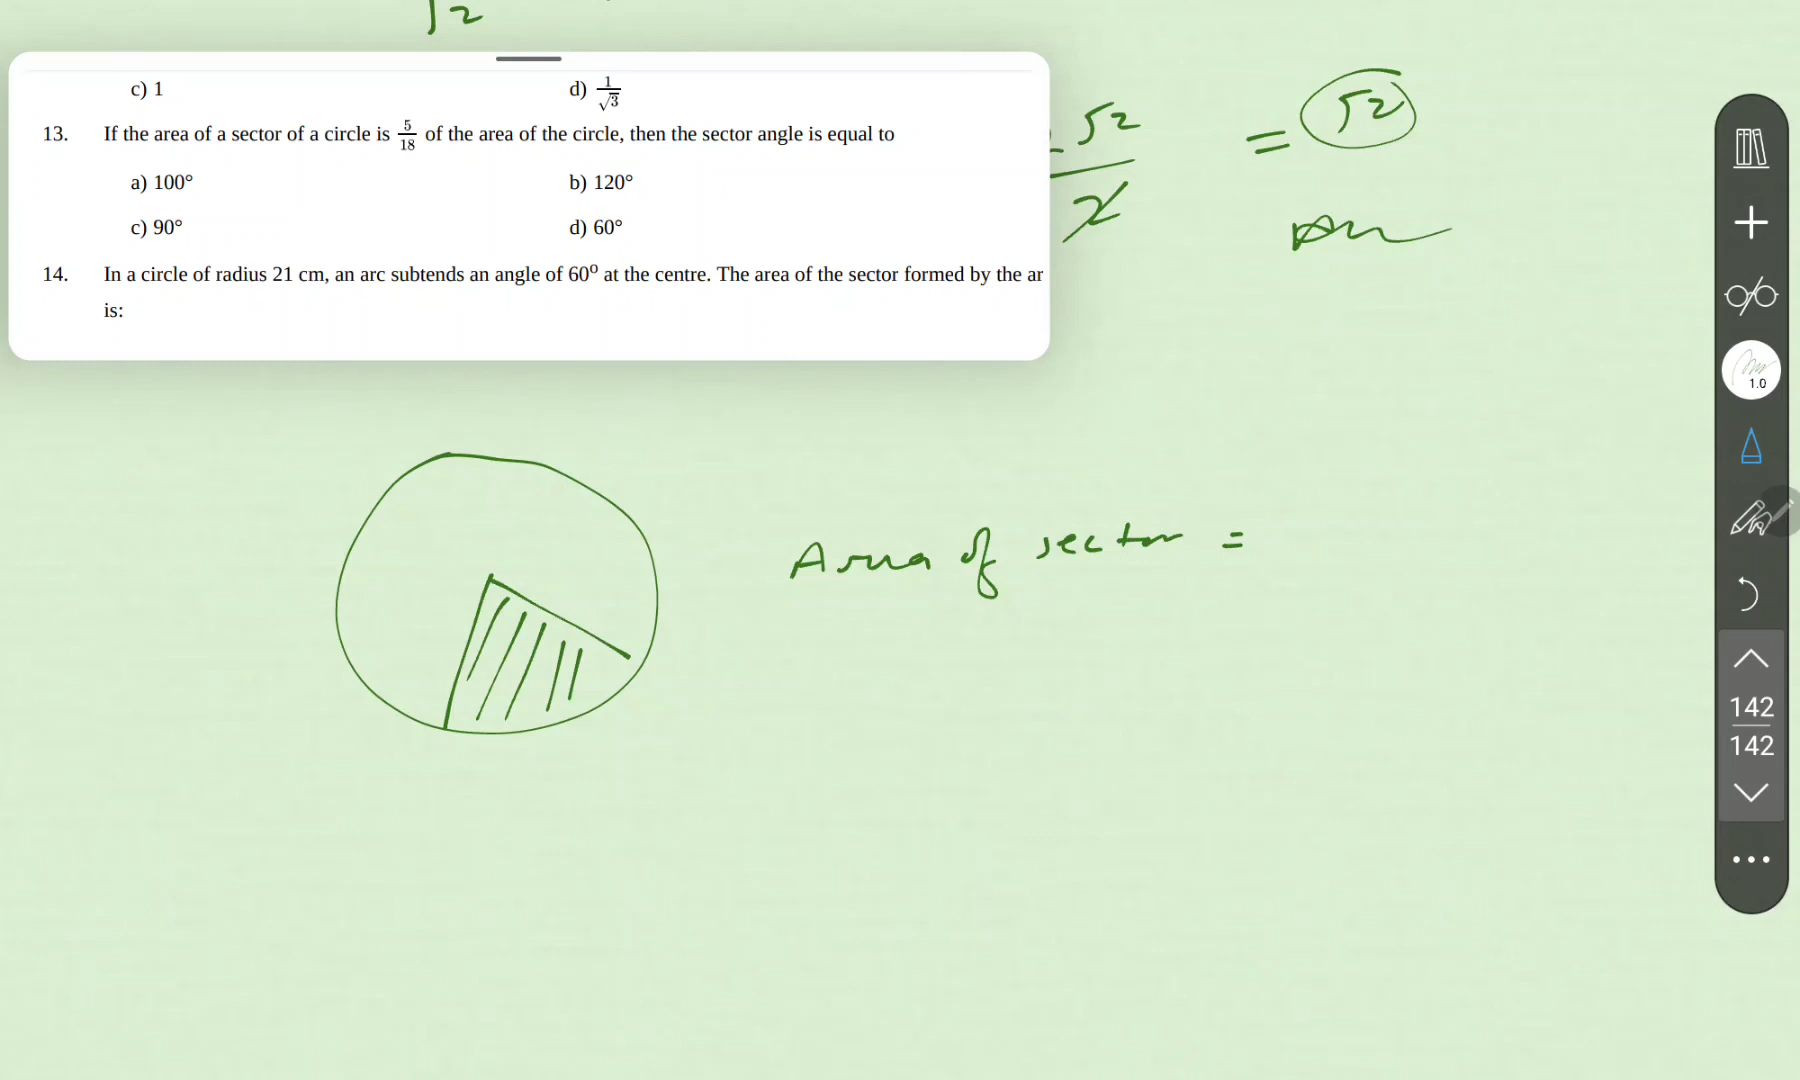 √2
c) 1 d) 1/√3
13. If the area of a sector of a circle is 5/18 of the area of the circle, then the sector angle is equal to
a) 100° b) 120°
c) 90° d) 60°
14. In a circle of radius 21 cm, an arc subtends an angle of 60° at the centre. The area of the sector formed by the ar
is:
√2/2 = √2
Area of sector =
1.0
142
142